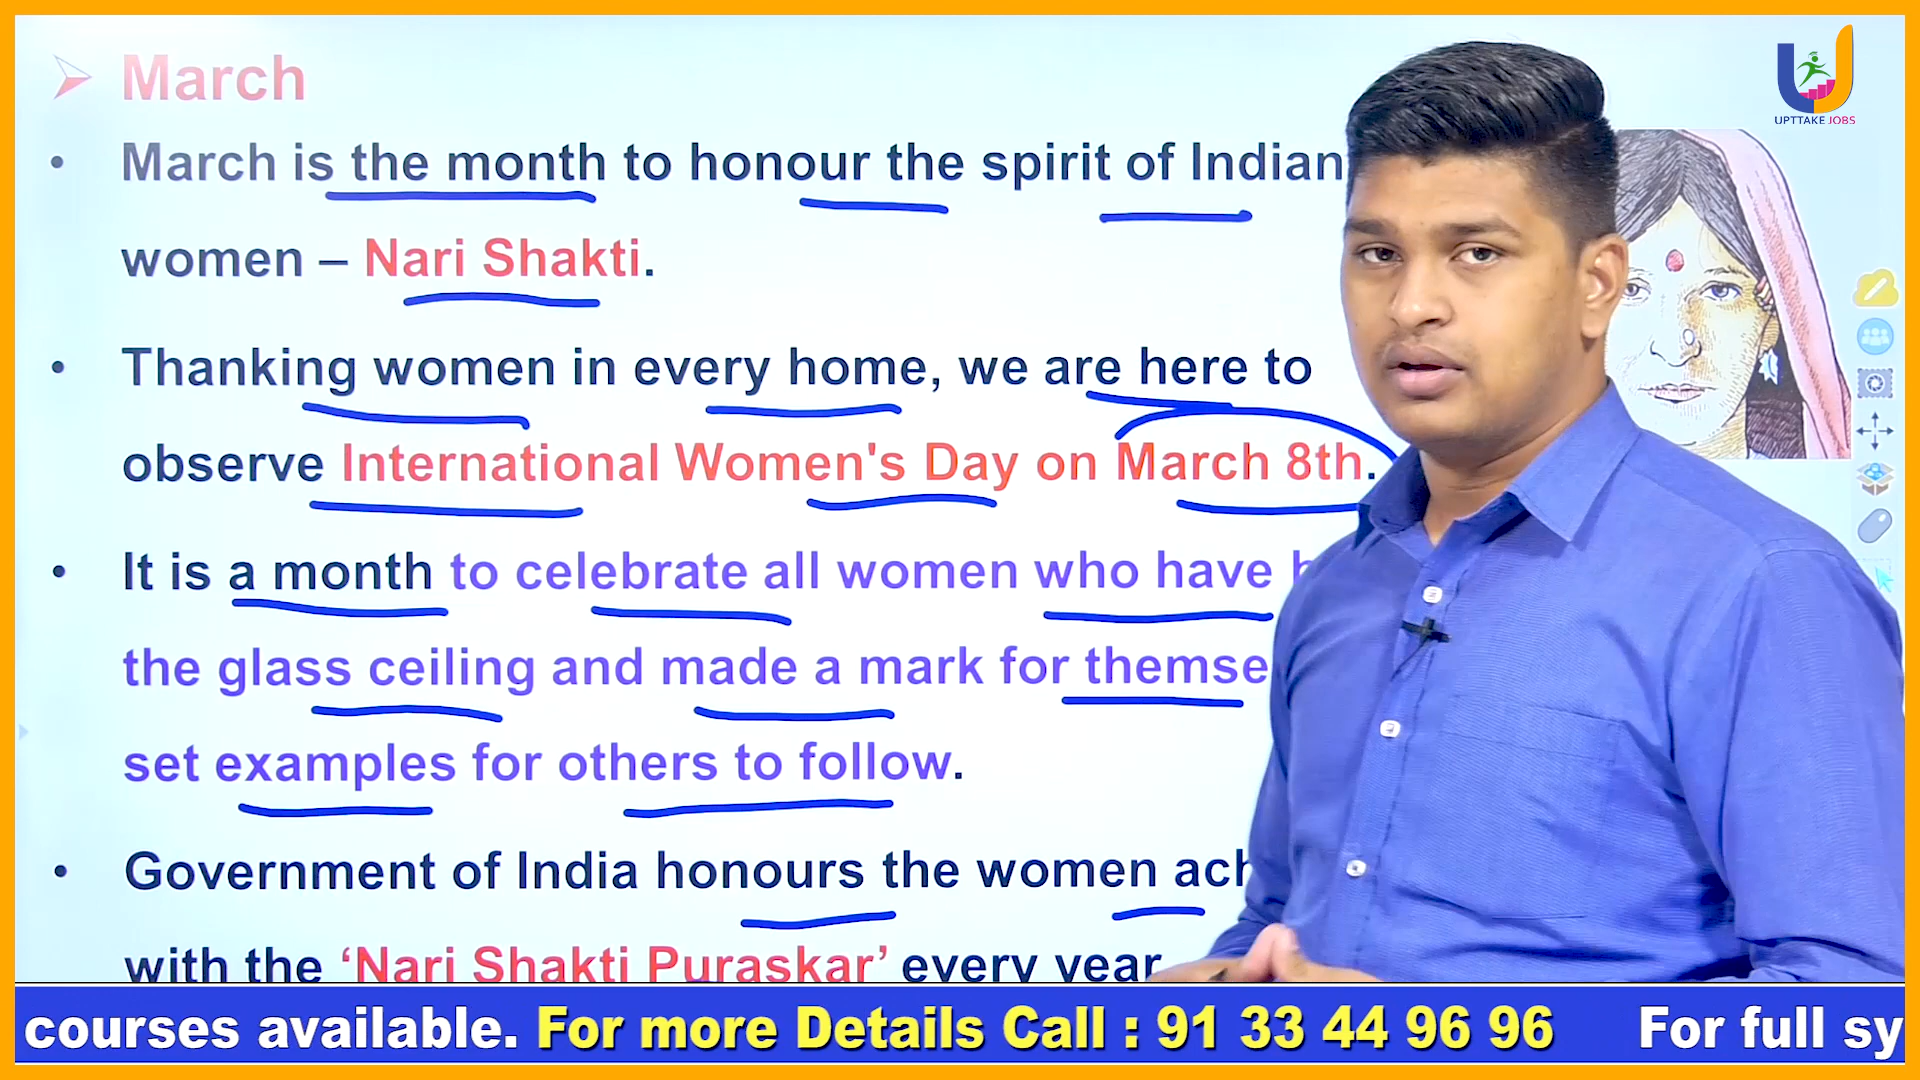 March
UPTTAKE JOBS
• March is the month to honour the spirit of Indian
women – Nari Shakti.
• Thanking women in every home, we are here to
observe International Women's Day on March 8th.
• It is a month to celebrate all women who have
the glass ceiling and made a mark for
set examples for others to follow.
• Government of India honours the women
with the ‘Nari Shakti Puraskar’ every year
courses available. For more Details Call : 91 33 44 96 96 For full